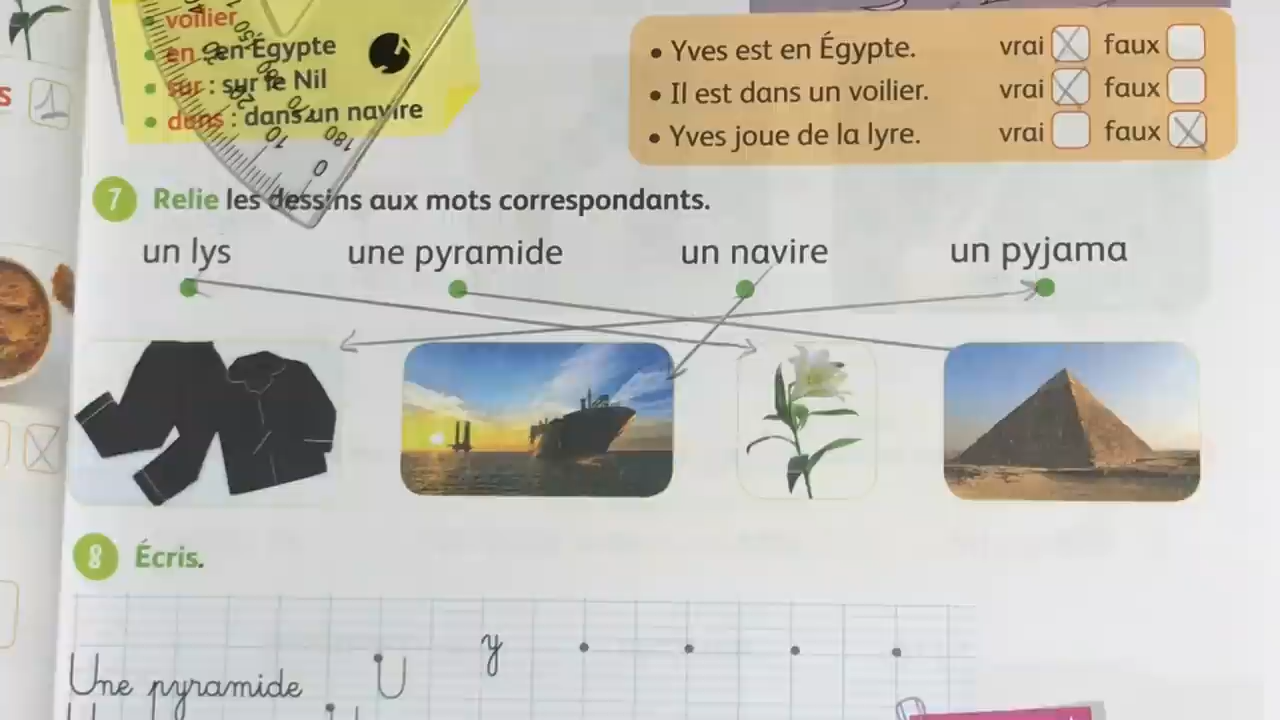 voilier
en : en Égypte
sur : sur le Nil
dans : dans un navire
• Yves est en Égypte. vrai faux
• Il est dans un voilier. vrai faux
• Yves joue de la lyre. vrai faux
7 Relie les dessins aux mots correspondants.
un lys une pyramide un navire un pyjama
8 Écris.
y
Une pyramide U